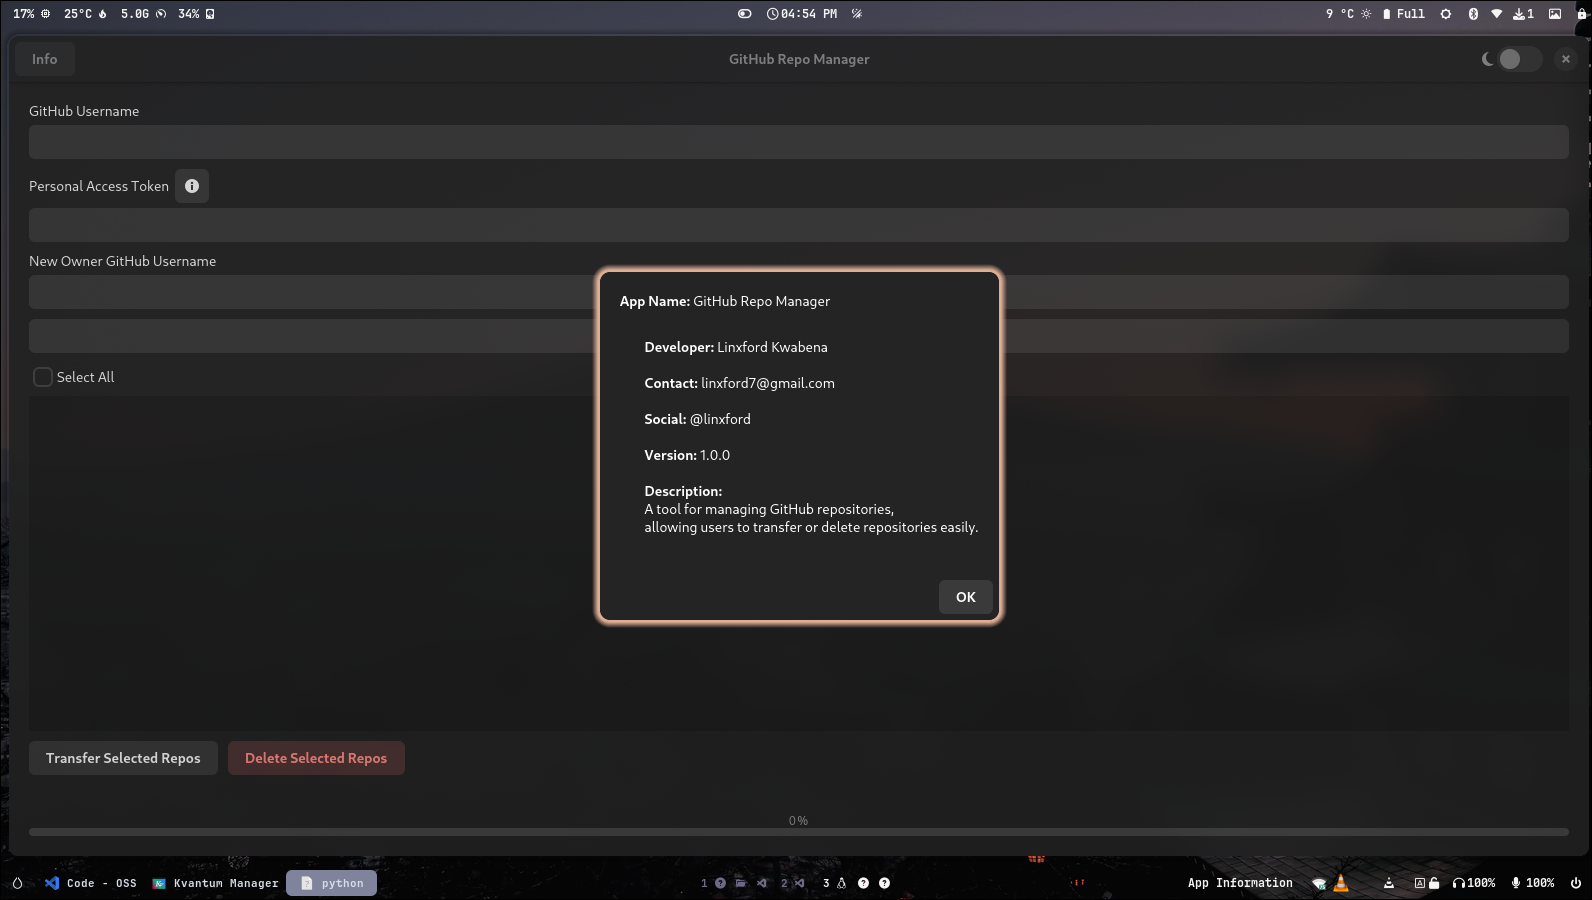 17% 25°C 5.0G 34% 04:54 PM 9 °C Full 1
Info GitHub Repo Manager
GitHub Username
Personal Access Token
New Owner GitHub Username
Select All
App Name: GitHub Repo Manager
Developer: Linxford Kwabena
Contact: linxford7@gmail.com
Social: @linxford
Version: 1.0.0
Description:
A tool for managing GitHub repositories,
allowing users to transfer or delete repositories easily.
OK
Transfer Selected Repos Delete Selected Repos
0%
Code - OSS Kvantum Manager python 1 2 3 App Information A 100% 100%